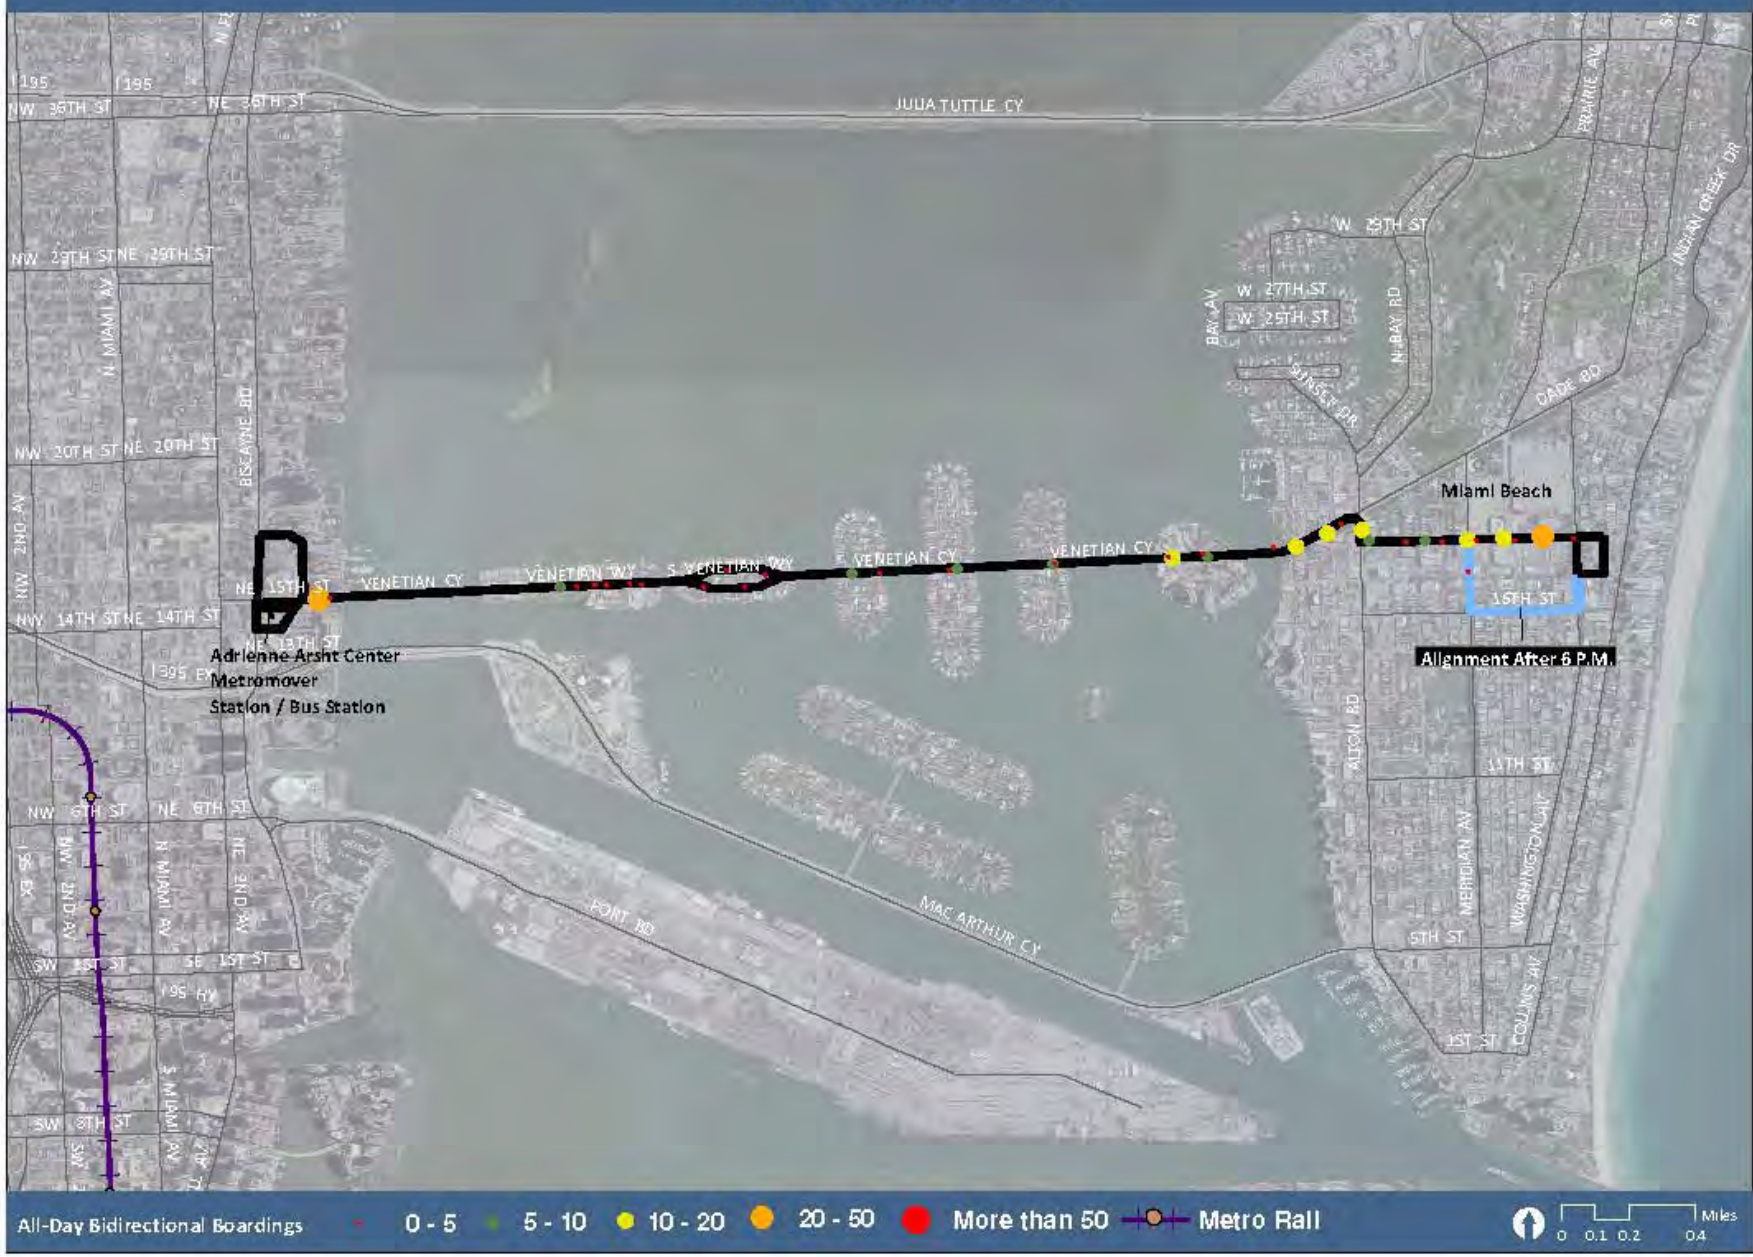 I 195
I 195
NW 36TH ST
NE 36TH ST
JULIA TUTTLE CY
PRAIRIE AV
INDIAN CREEK DR
NW 29TH ST
NE 29TH ST
W 29TH ST
N MIAMI AV
BAY AV
W 27TH ST
W 25TH ST
N BAY RD
SUNSET DR
DADE BD
BISCAYNE BD
NW 20TH ST
NE 20TH ST
NW 2ND AV
Miami Beach
NE 15TH ST
VENETIAN CY
VENETIAN WY
S VENETIAN WY
VENETIAN CY
VENETIAN CY
NW 14TH ST
NE 14TH ST
NE 13TH ST
16TH ST
Adrienne Arsht Center
Metromover
Station / Bus Station
I 395 EX
Alignment After 6 P.M.
ALTON RD
11TH ST
NW 6TH ST
NE 6TH ST
I 95 EX
NW 2ND AV
N MIAMI AV
NE 2ND AV
MERIDIAN AV
WASHINGTON AV
PORT BD
MAC ARTHUR CY
5TH ST
SW 1ST ST
SE 1ST ST
I 95 HY
COLLINS AV
1ST ST
S MIAMI AV
SW 8TH ST
SW
All-Day Bidirectional Boardings
0 - 5
5 - 10
10 - 20
20 - 50
More than 50
Metro Rail
Miles
0 0.1 0.2 0.4